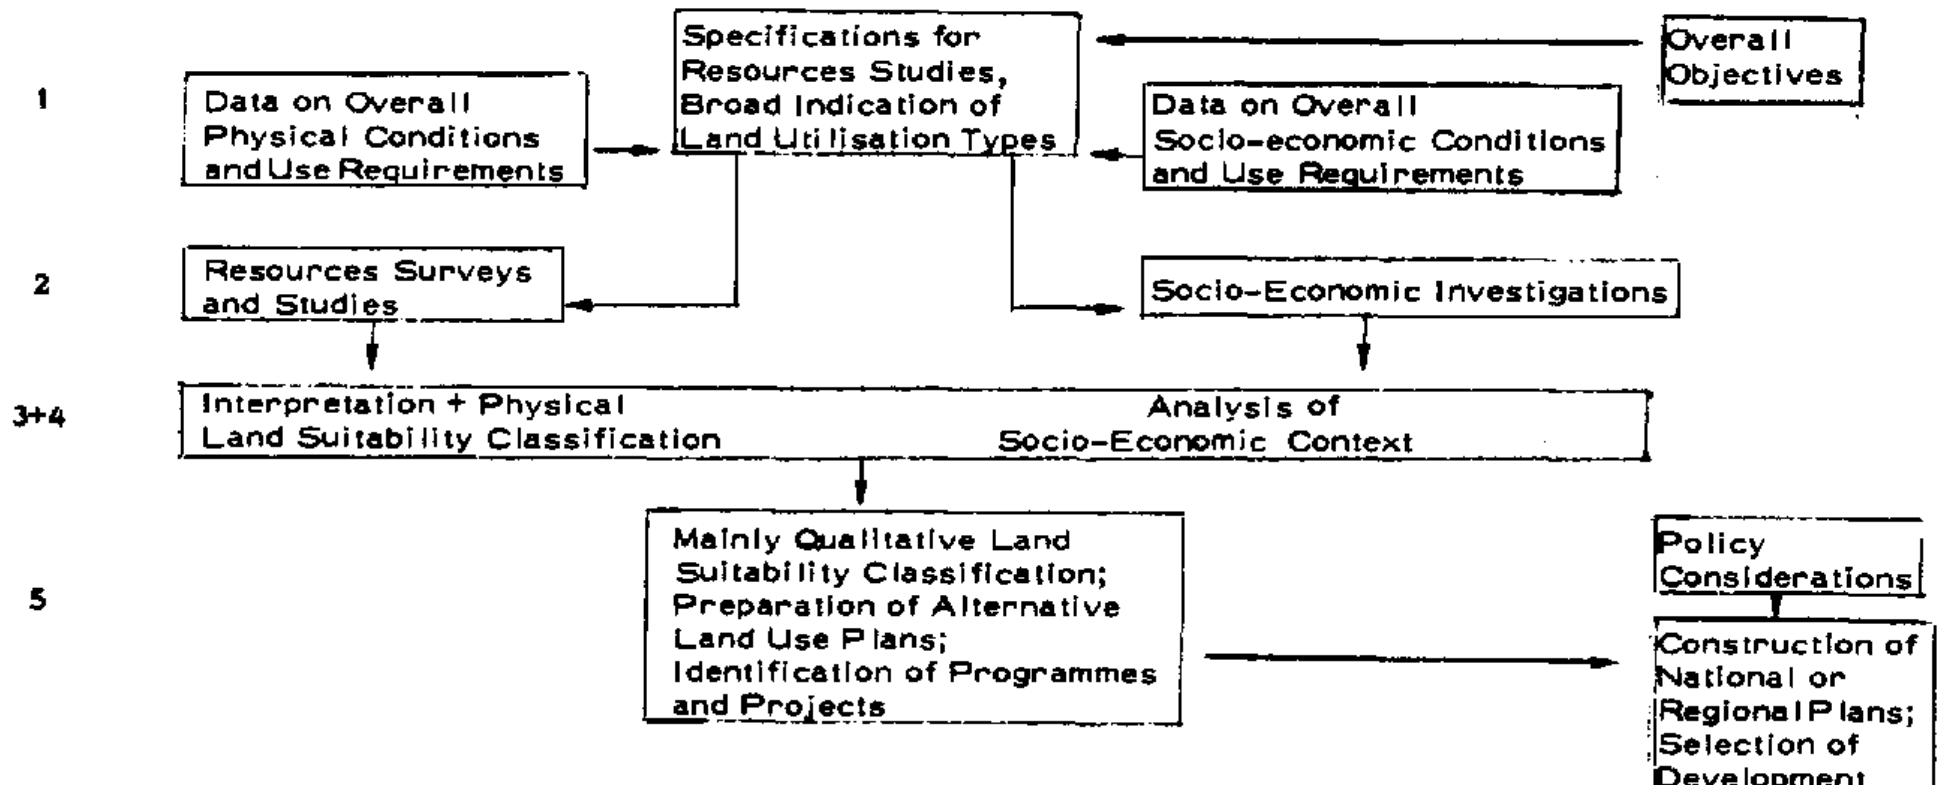 1
Data on Overall
Physical Conditions
and Use Requirements
Specifications for
Resources Studies,
Broad Indication of
Land Utilisation Types
Data on Overall
Socio-economic Conditions
and Use Requirements
Overall
Objectives
2
Resources Surveys
and Studies
Socio-Economic Investigations
3+4
Interpretation + Physical
Land Suitability Classification
Analysis of
Socio-Economic Context
5
Mainly Qualitative Land
Suitability Classification;
Preparation of Alternative
Land Use Plans;
Identification of Programmes
and Projects
Policy
Considerations
Construction of
National or
Regional Plans;
Selection of
Development